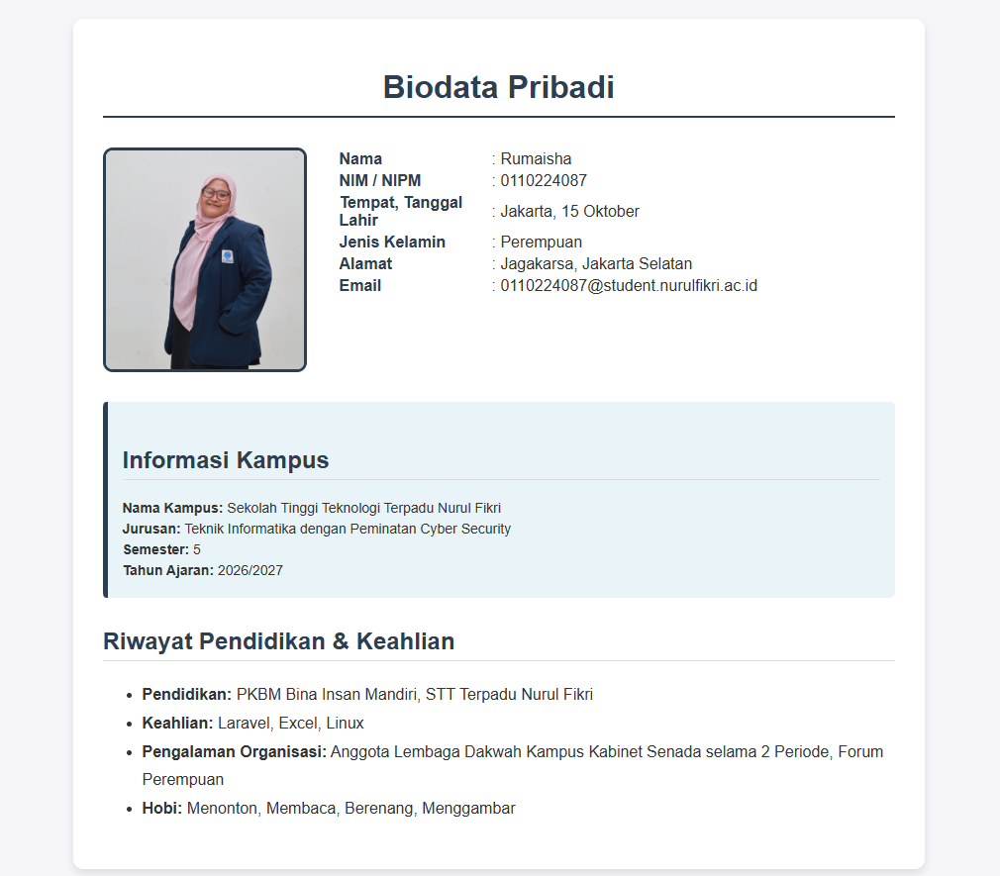 Biodata Pribadi
Nama : Rumaisha
NIM / NIPM : 0110224087
Tempat, Tanggal Lahir : Jakarta, 15 Oktober
Jenis Kelamin : Perempuan
Alamat : Jagakarsa, Jakarta Selatan
Email : 0110224087@student.nurulfikri.ac.id
Informasi Kampus
Nama Kampus: Sekolah Tinggi Teknologi Terpadu Nurul Fikri
Jurusan: Teknik Informatika dengan Peminatan Cyber Security
Semester: 5
Tahun Ajaran: 2026/2027
Riwayat Pendidikan & Keahlian
• Pendidikan: PKBM Bina Insan Mandiri, STT Terpadu Nurul Fikri
• Keahlian: Laravel, Excel, Linux
• Pengalaman Organisasi: Anggota Lembaga Dakwah Kampus Kabinet Senada selama 2 Periode, Forum
Perempuan
• Hobi: Menonton, Membaca, Berenang, Menggambar